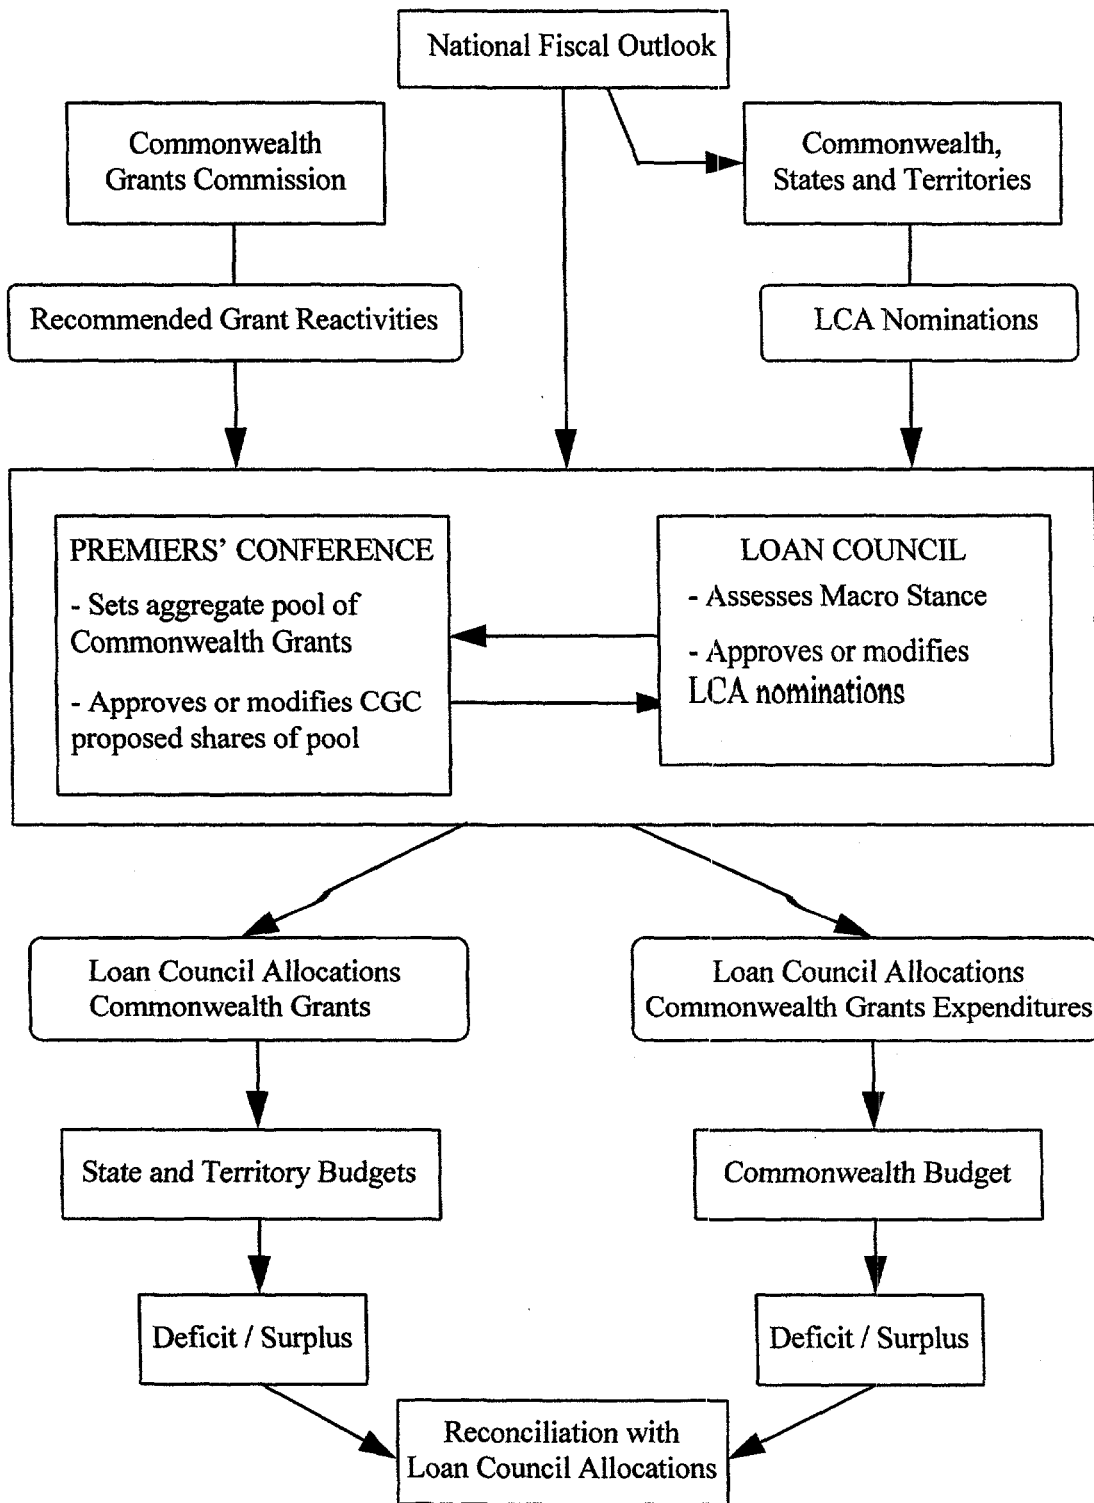 National Fiscal Outlook
Commonwealth
Grants Commission
Commonwealth,
States and Territories
Recommended Grant Reactivities
LCA Nominations
PREMIERS' CONFERENCE
- Sets aggregate pool of
Commonwealth Grants
- Approves or modifies CGC
proposed shares of pool
LOAN COUNCIL
- Assesses Macro Stance
- Approves or modifies
LCA nominations
Loan Council Allocations
Commonwealth Grants
Loan Council Allocations
Commonwealth Grants Expenditures
State and Territory Budgets
Commonwealth Budget
Deficit / Surplus
Deficit / Surplus
Reconciliation with
Loan Council Allocations